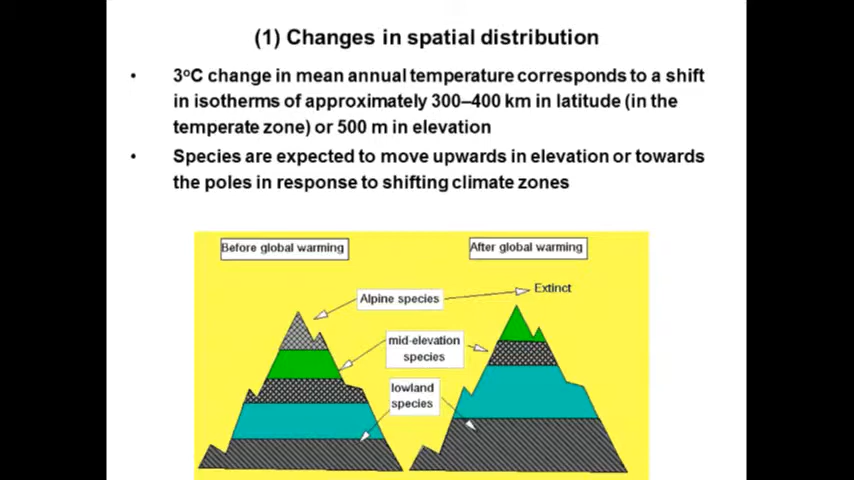 (1) Changes in spatial distribution
• 3ºC change in mean annual temperature corresponds to a shift
in isotherms of approximately 300–400 km in latitude (in the
temperate zone) or 500 m in elevation
• Species are expected to move upwards in elevation or towards
the poles in response to shifting climate zones
Before global warming
After global warming
Alpine species
Extinct
mid-elevation
species
lowland
species